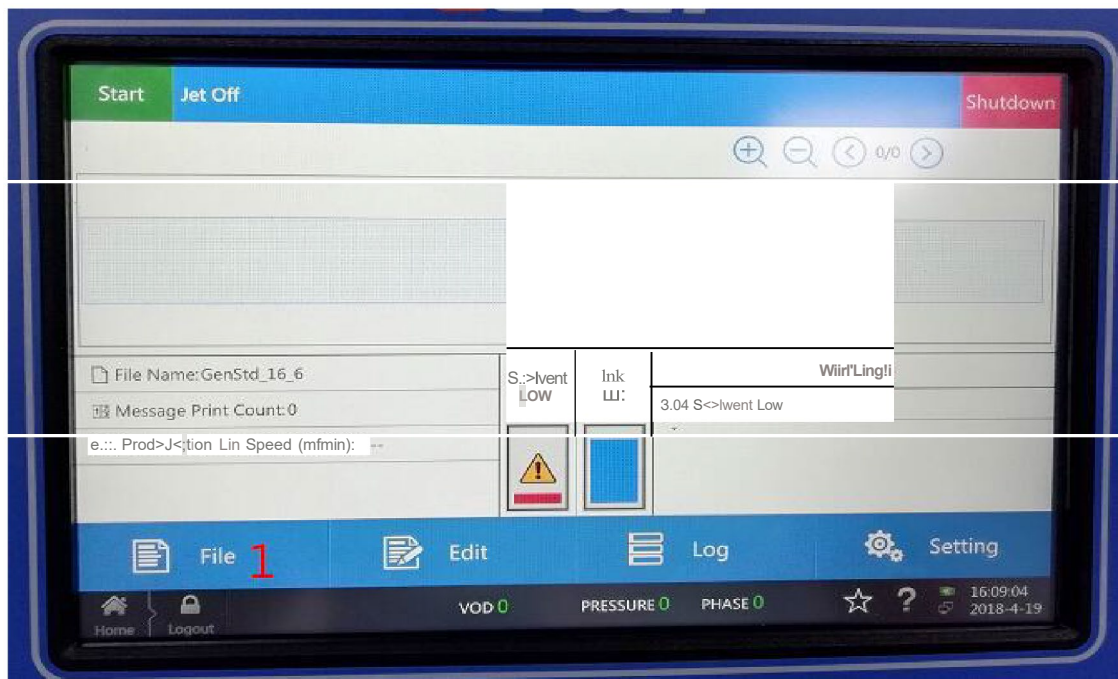 Start Jet Off Shutdown
0/0
File Name:GenStd_16_6
Message Print Count:0
e.::. Prod>J<;tion Lin Speed (mfmin): --
S.:>lvent
Low
Ink
ш:
Wiirl'Ling!i
3.04 S<>lwent Low
File 1 Edit Log Setting
Home Logout VOD 0 PRESSURE 0 PHASE 0 ? 16:09:04
2018-4-19